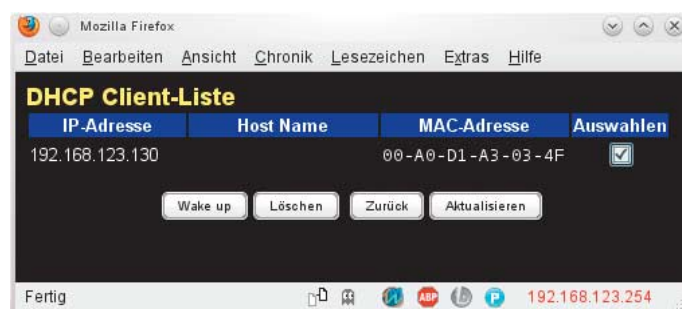 Mozilla Firefox
Datei Bearbeiten Ansicht Chronik Lesezeichen Extras Hilfe
DHCP Client-Liste
IP-Adresse Host Name MAC-Adresse Auswahlen
192.168.123.130 00-A0-D1-A3-03-4F
Wake up Löschen Zurück Aktualisieren
Fertig ABP 192.168.123.254